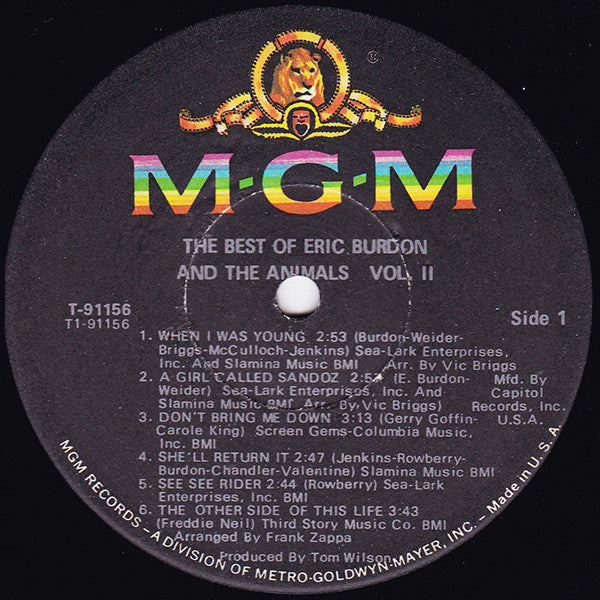 ®
M·G·M
THE BEST OF ERIC BURDON
AND THE ANIMALS VOL. II
T-91156
T1-91156
Side 1
1. WHEN I WAS YOUNG 2:53 (Burdon-Weider-
Briggs-McCulloch-Jenkins) Sea-Lark Enterprises,
Inc. And Slamina Music BMI Arr. By Vic Briggs
2. A GIRL CALLED SANDOZ (E. Burdon-
Weider) Sea-Lark Enterprises, Inc. And
Slamina Music BMI Arr. By Vic Briggs)
Mfd. By
Capitol
Records, Inc.
U.S.A.
3. DON'T BRING ME DOWN 3:13 (Gerry Goffin-
Carole King) Screen Gems-Columbia Music,
Inc. BMI
4. SHE'LL RETURN IT 2:47 (Jenkins-Rowberry-
Burdon-Chandler-Valentine) Slamina Music BMI
5. SEE SEE RIDER 2:44 (Rowberry) Sea-Lark
Enterprises, Inc. BMI
6. THE OTHER SIDE OF THIS LIFE 3:43
(Freddie Neil) Third Story Music Co. BMI
Arranged By Frank Zappa
Produced By Tom Wilson
MGM RECORDS – A DIVISION OF METRO-GOLDWYN-MAYER, INC. – Made in U.S.A.